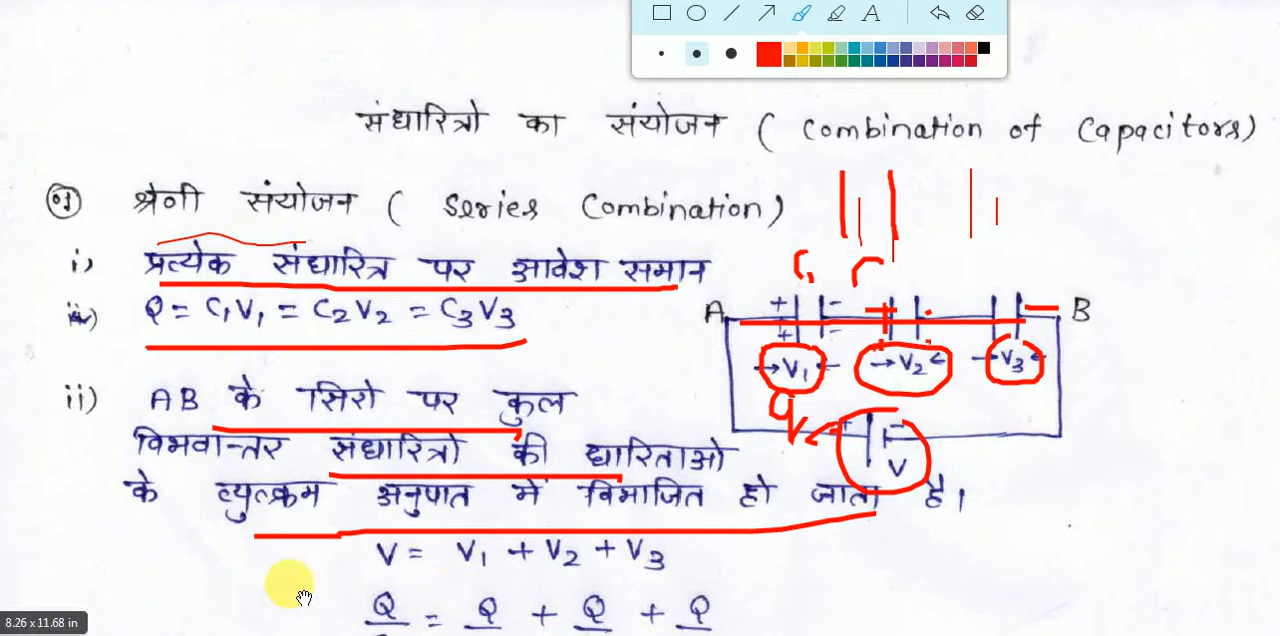 A
संधारित्रो का संयोजन ( Combination of Capacitors)
01 श्रेणी संयोजन ( Series Combination)
i) प्रत्येक संधारित्र पर आवेश समान
Q = C₁V₁ = C₂V₂ = C₃V₃
A + - B
+ -
V₁ V₂ V₃
q
+ -
V
ii) AB के सिरो पर कुल
विभवान्तर संधारित्रो की धारिताओ
के व्युत्क्रम अनुपात में विभाजित हो जाता है।
V = V₁ + V₂ + V₃
Q = Q + Q + Q
8.26 x 11.68 in